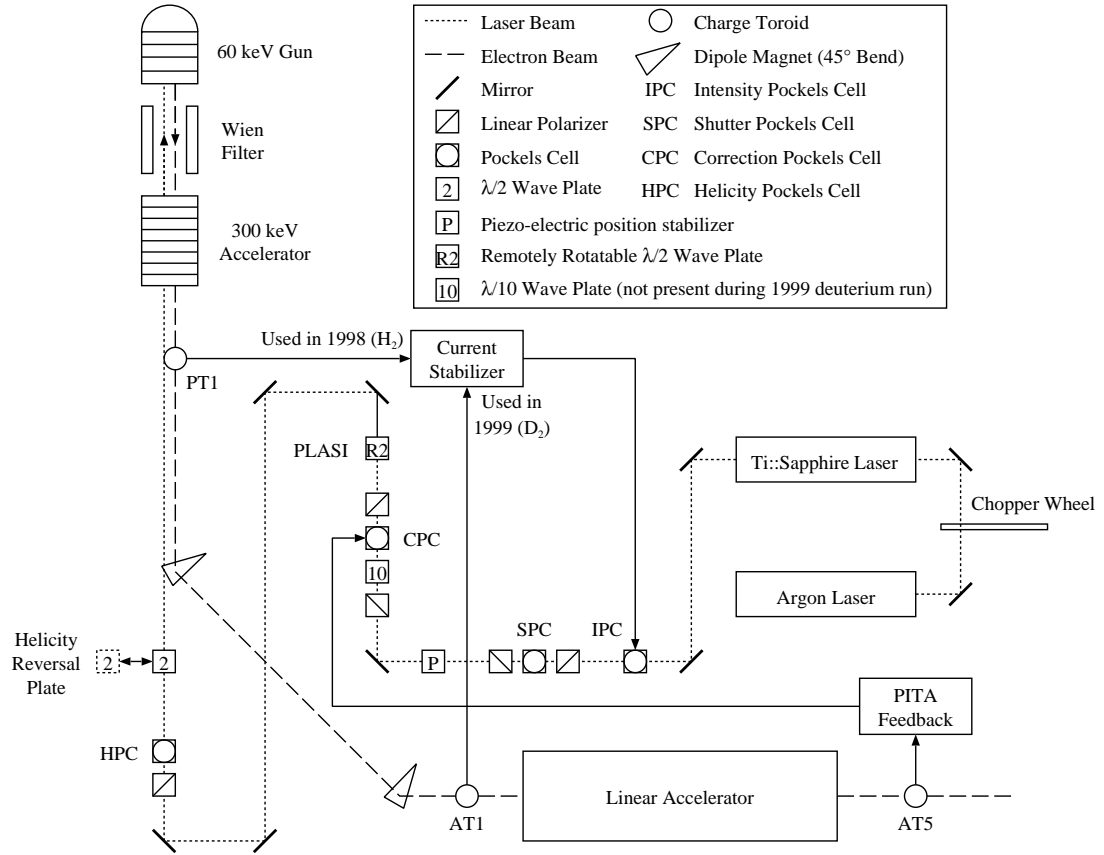 60 keV Gun
Wien
Filter
300 keV
Accelerator
Laser Beam
Electron Beam
Mirror
Linear Polarizer
Pockels Cell
2
λ/2 Wave Plate
P
Piezo-electric position stabilizer
R2
Remotely Rotatable λ/2 Wave Plate
10
λ/10 Wave Plate (not present during 1999 deuterium run)
Charge Toroid
Dipole Magnet (45° Bend)
IPC Intensity Pockels Cell
SPC Shutter Pockels Cell
CPC Correction Pockels Cell
HPC Helicity Pockels Cell
Used in 1998 (H₂)
PT1
Current
Stabilizer
Used in
1999 (D₂)
PLASI
R2
CPC
10
Ti::Sapphire Laser
Chopper Wheel
Argon Laser
Helicity
Reversal
Plate
2
2
P
SPC
IPC
PITA
Feedback
HPC
AT1
Linear Accelerator
AT5